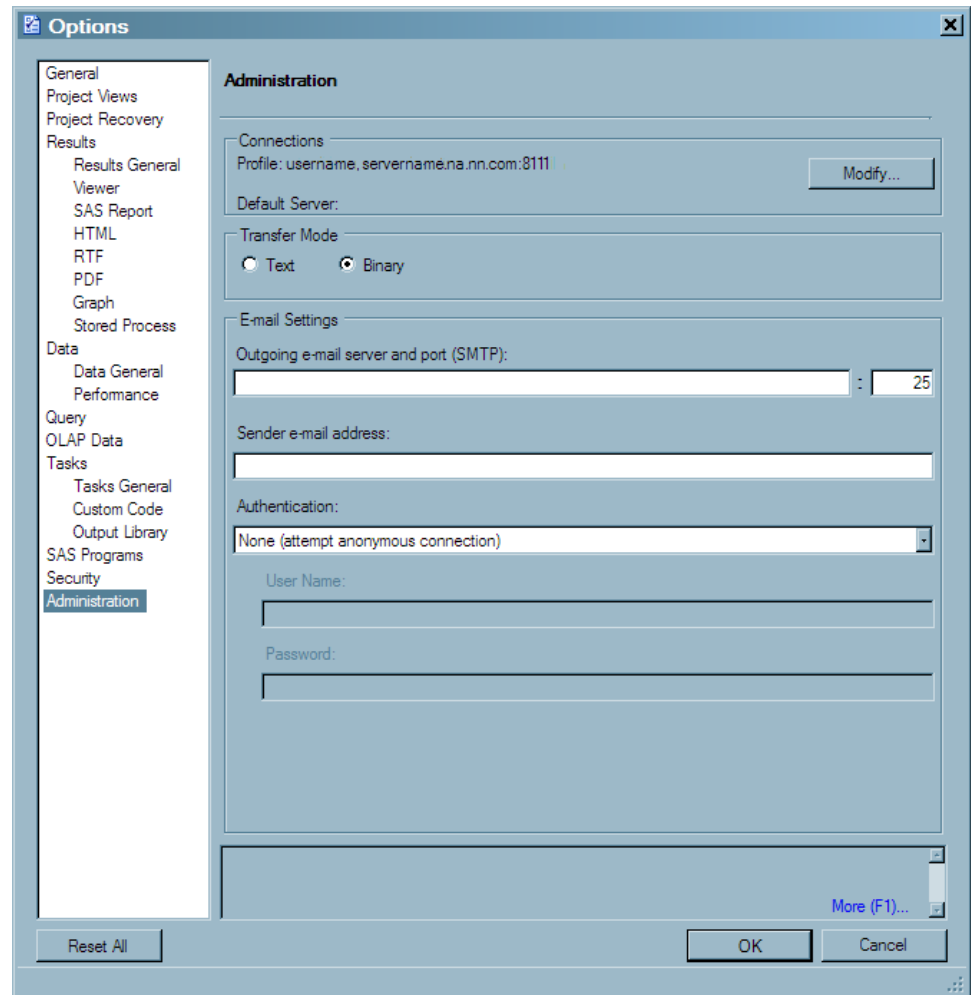 Options
General
Project Views
Project Recovery
Results
Results General
Viewer
SAS Report
HTML
RTF
PDF
Graph
Stored Process
Data
Data General
Performance
Query
OLAP Data
Tasks
Tasks General
Custom Code
Output Library
SAS Programs
Security
Administration
Administration
Connections
Profile: username, servername.na.nn.com:8111
Modify...
Default Server:
Transfer Mode
Text Binary
E-mail Settings
Outgoing e-mail server and port (SMTP):
: 25
Sender e-mail address:
Authentication:
None (attempt anonymous connection)
User Name:
Password:
More (F1)...
Reset All OK Cancel